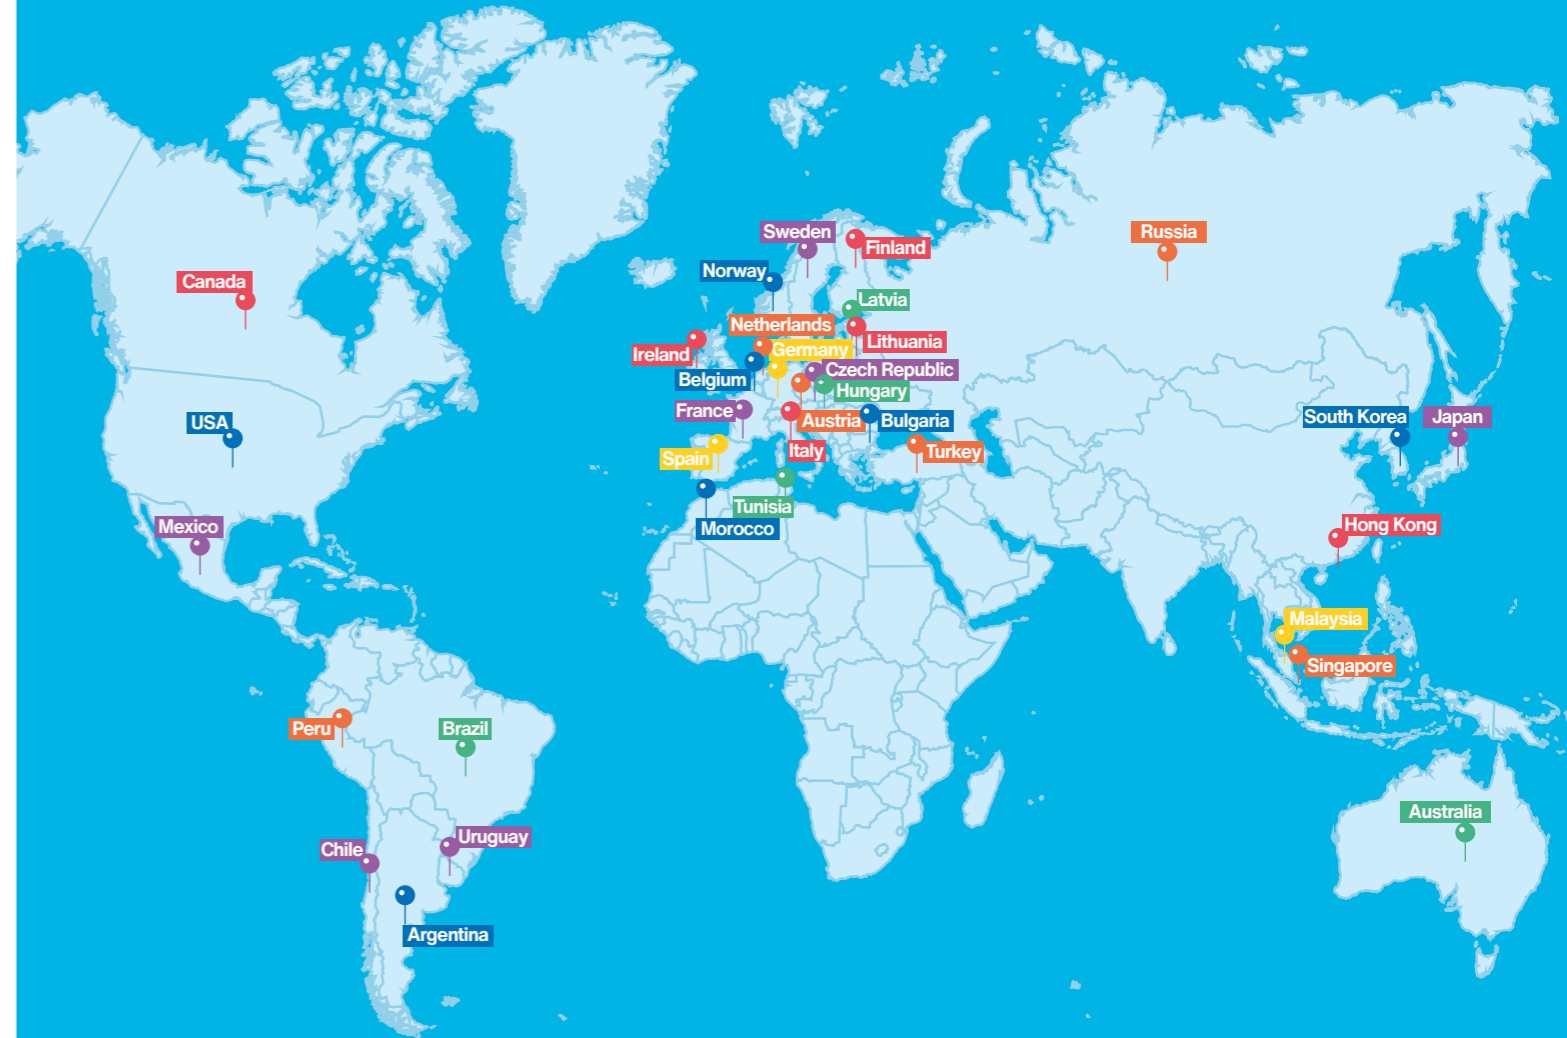 Sweden
Finland
Russia
Norway
Canada
Latvia
Netherlands
Lithuania
Germany
Ireland
Czech Republic
Belgium
Hungary
France
USA
Austria
Bulgaria
South Korea
Japan
Italy
Turkey
Spain
Tunisia
Mexico
Morocco
Hong Kong
Malaysia
Singapore
Peru
Brazil
Australia
Uruguay
Chile
Argentina